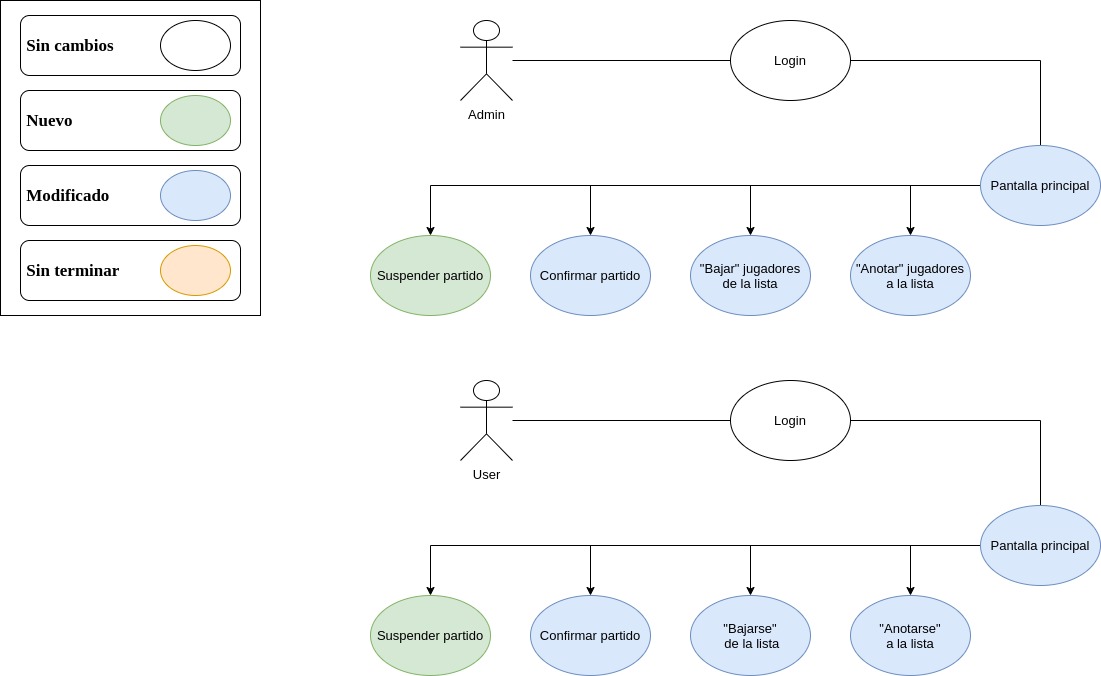 Sin cambios
Nuevo
Modificado
Sin terminar
Admin
Login
Pantalla principal
Suspender partido
Confirmar partido
"Bajar" jugadores
de la lista
"Anotar" jugadores
a la lista
User
Login
Pantalla principal
Suspender partido
Confirmar partido
"Bajarse"
de la lista
"Anotarse"
a la lista